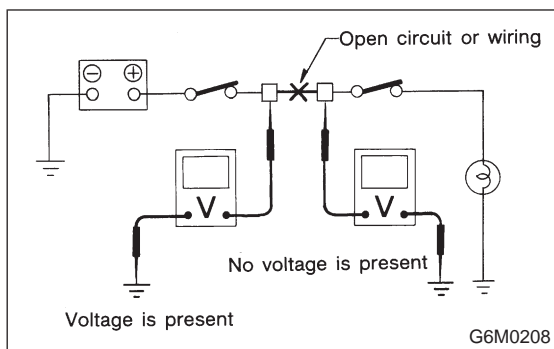 Open circuit or wiring
⊖ ⊕
V
V
No voltage is present
Voltage is present
G6M0208